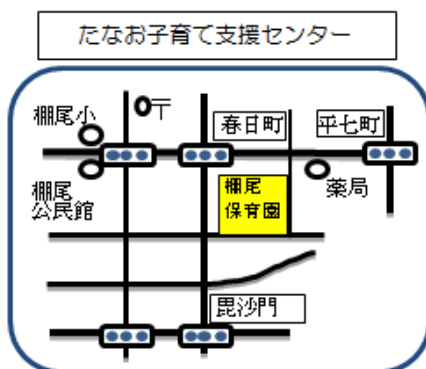 たなお子育て支援センター
〒
棚尾小
春日町
平七町
棚尾
公民館
棚尾
保育園
薬局
毘沙門